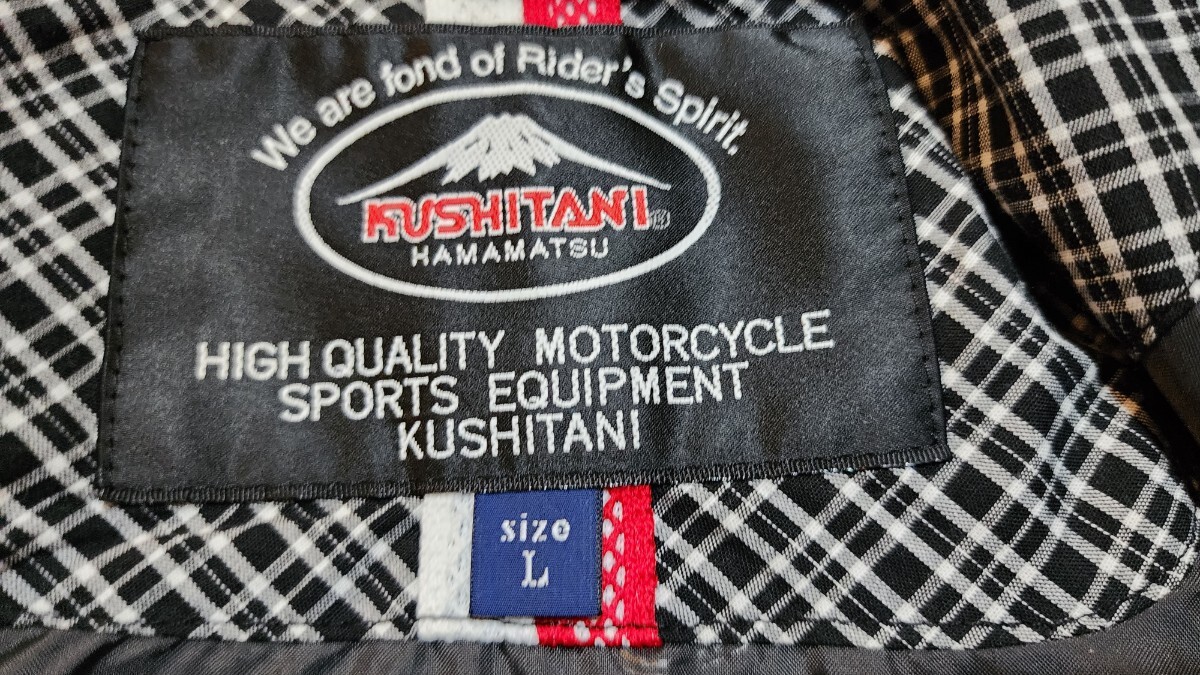 We are fond of Rider's Spirit.
KUSHITANI®
HAMAMATSU
HIGH QUALITY MOTORCYCLE
SPORTS EQUIPMENT
KUSHITANI
size
L